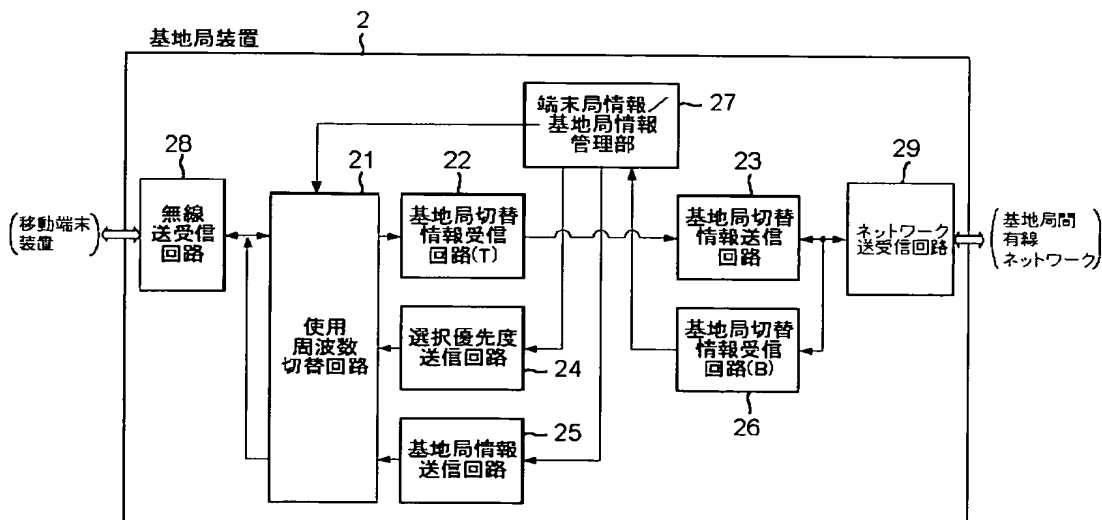 基地局装置
2
端末局情報／
基地局情報
管理部
27
28
無線
送受信
回路
(移動端末
装置)
21
使用
周波数
切替回路
22
基地局切替
情報受信
回路(T)
23
基地局切替
情報送信
回路
29
ネットワーク
送受信回路
(基地局間
有線
ネットワーク)
選択優先度
送信回路
24
基地局切替
情報受信
回路(B)
26
25
基地局情報
送信回路